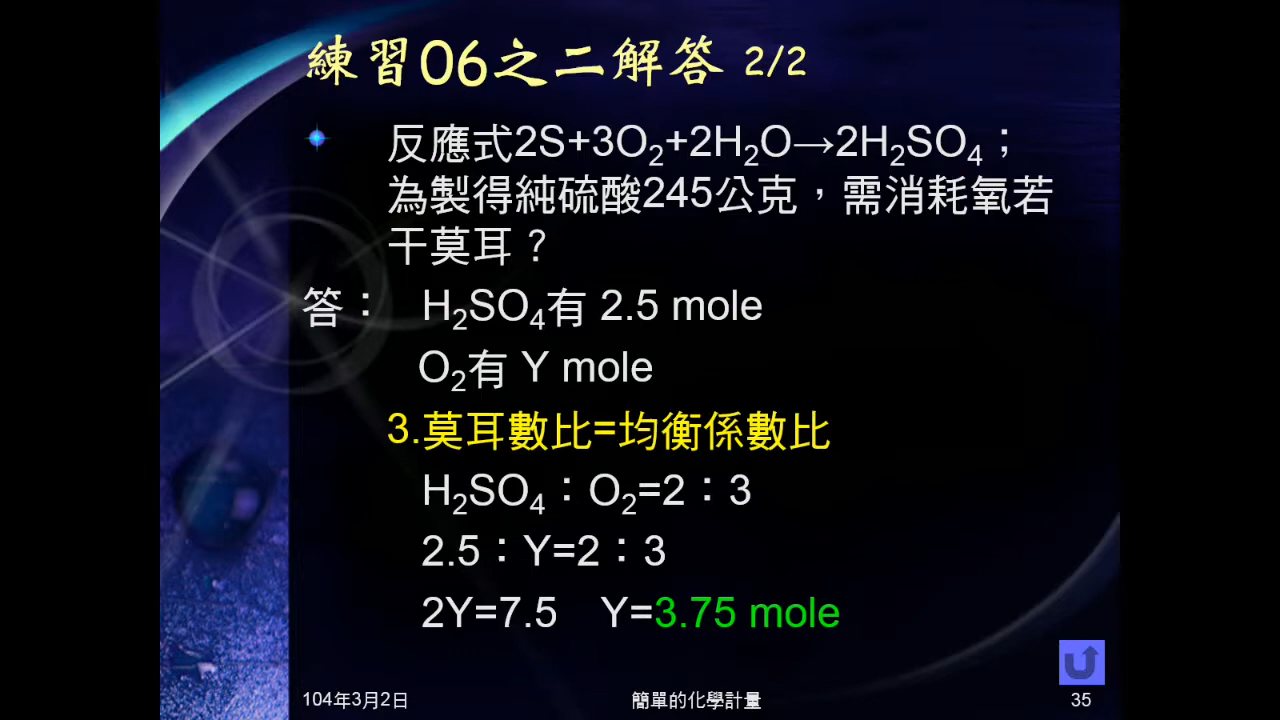 練習06之二解答 2/2
反應式2S+3O₂+2H₂O→2H₂SO₄；
為製得純硫酸245公克，需消耗氧若
干莫耳？
答： H₂SO₄有 2.5 mole
O₂有 Y mole
3.莫耳數比=均衡係數比
H₂SO₄：O₂=2：3
2.5：Y=2：3
2Y=7.5 Y=3.75 mole
104年3月2日 簡單的化學計量 35